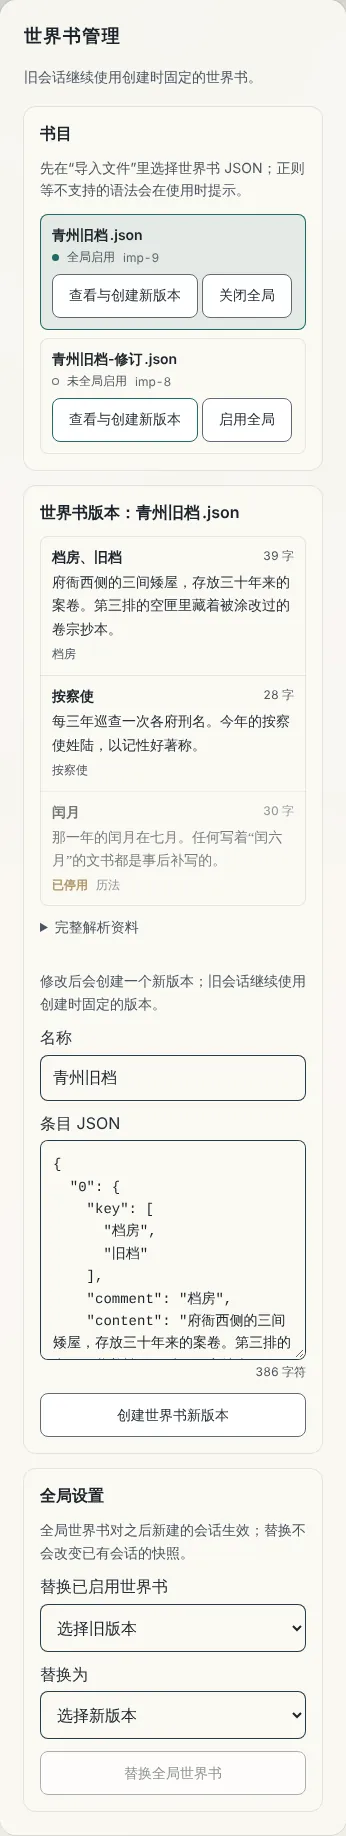 世界书管理
旧会话继续使用创建时固定的世界书。
书目
先在“导入文件”里选择世界书 JSON；正则
等不支持的语法会在使用时提示。
青州旧档.json
全局启用 imp-9
查看与创建新版本
关闭全局
青州旧档-修订.json
未全局启用 imp-8
查看与创建新版本
启用全局
世界书版本：青州旧档.json
档房、旧档
39 字
府衙西侧的三间矮屋，存放三十年来的
案卷。第三排的空匣里藏着被涂改过的
卷宗抄本。
档房
按察使
28 字
每三年巡查一次各府刑名。今年的按察
使姓陆，以记性好著称。
按察使
闰月
30 字
那一年的闰月在七月。任何写着“闰六
月”的文书都是事后补写的。
已停用 历法
完整解析资料
修改后会创建一个新版本；旧会话继续使用
创建时固定的版本。
名称
青州旧档
条目 JSON
{
"0": {
"key": [
"档房",
"旧档"
],
"comment": "档房",
"content": "府衙西侧的三间
矮屋，存放三十年来的案卷。第三排的
386 字符
创建世界书新版本
全局设置
全局世界书对之后新建的会话生效；替换不
会改变已有会话的快照。
替换已启用世界书
选择旧版本
替换为
选择新版本
替换全局世界书